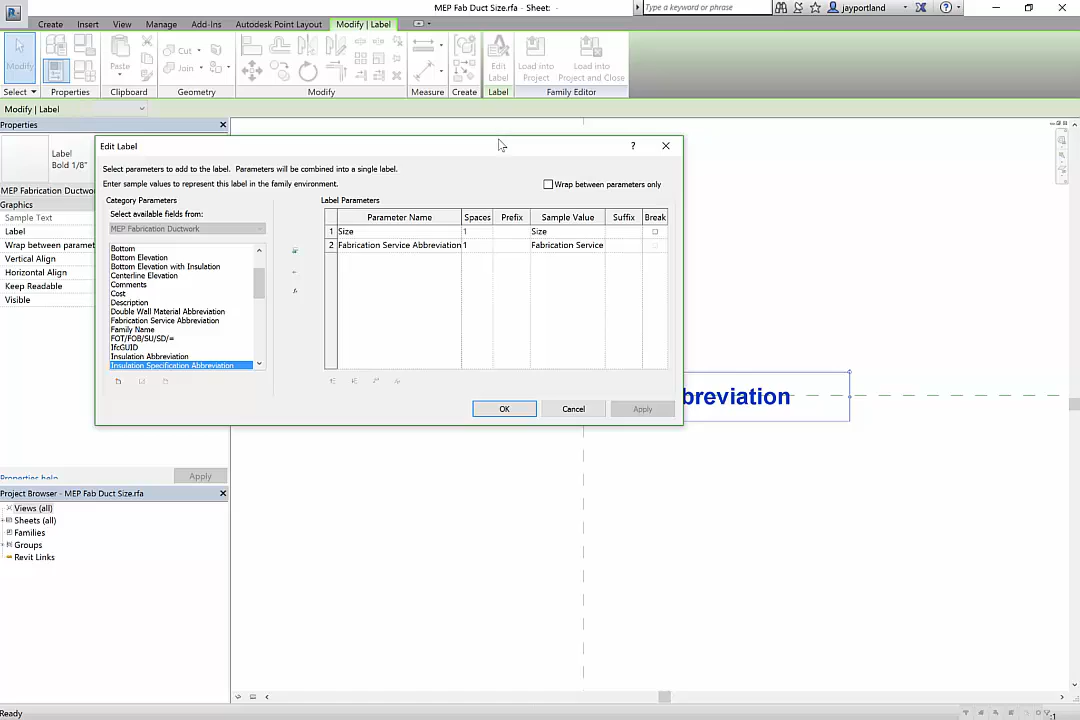 MEP Fab Duct Size.rfa - Sheet:
Type a keyword or phrase
jayportland
Create Insert View Manage Add-Ins Autodesk Point Layout Modify | Label
Modify
Paste
Cut
Join
Edit Label
Load into Project
Load into Project and Close
Select Properties Clipboard Geometry Modify Measure Create Label Family Editor
Modify | Label
Properties
Label
Bold 1/8"
MEP Fabrication Ductwo
Graphics
Sample Text
Label
Wrap between paramet
Vertical Align
Horizontal Align
Keep Readable
Visible
Properties help
Apply
Project Browser - MEP Fab Duct Size.rfa
Views (all)
Sheets (all)
Families
Groups
Revit Links
Edit Label
Select parameters to add to the label. Parameters will be combined into a single label.
Enter sample values to represent this label in the family environment.
Wrap between parameters only
Category Parameters
Select available fields from:
MEP Fabrication Ductwork
Bottom
Bottom Elevation
Bottom Elevation with Insulation
Centerline Elevation
Comments
Cost
Description
Double Wall Material Abbreviation
Fabrication Service Abbreviation
Family Name
FOT/FOB/SU/SD/=
IfcGUID
Insulation Abbreviation
Insulation Specification Abbreviation
Label Parameters
Parameter Name Spaces Prefix Sample Value Suffix Break
1 Size 1 Size
2 Fabrication Service Abbreviation 1 Fabrication Service
OK Cancel Apply
breviation
Ready
:1